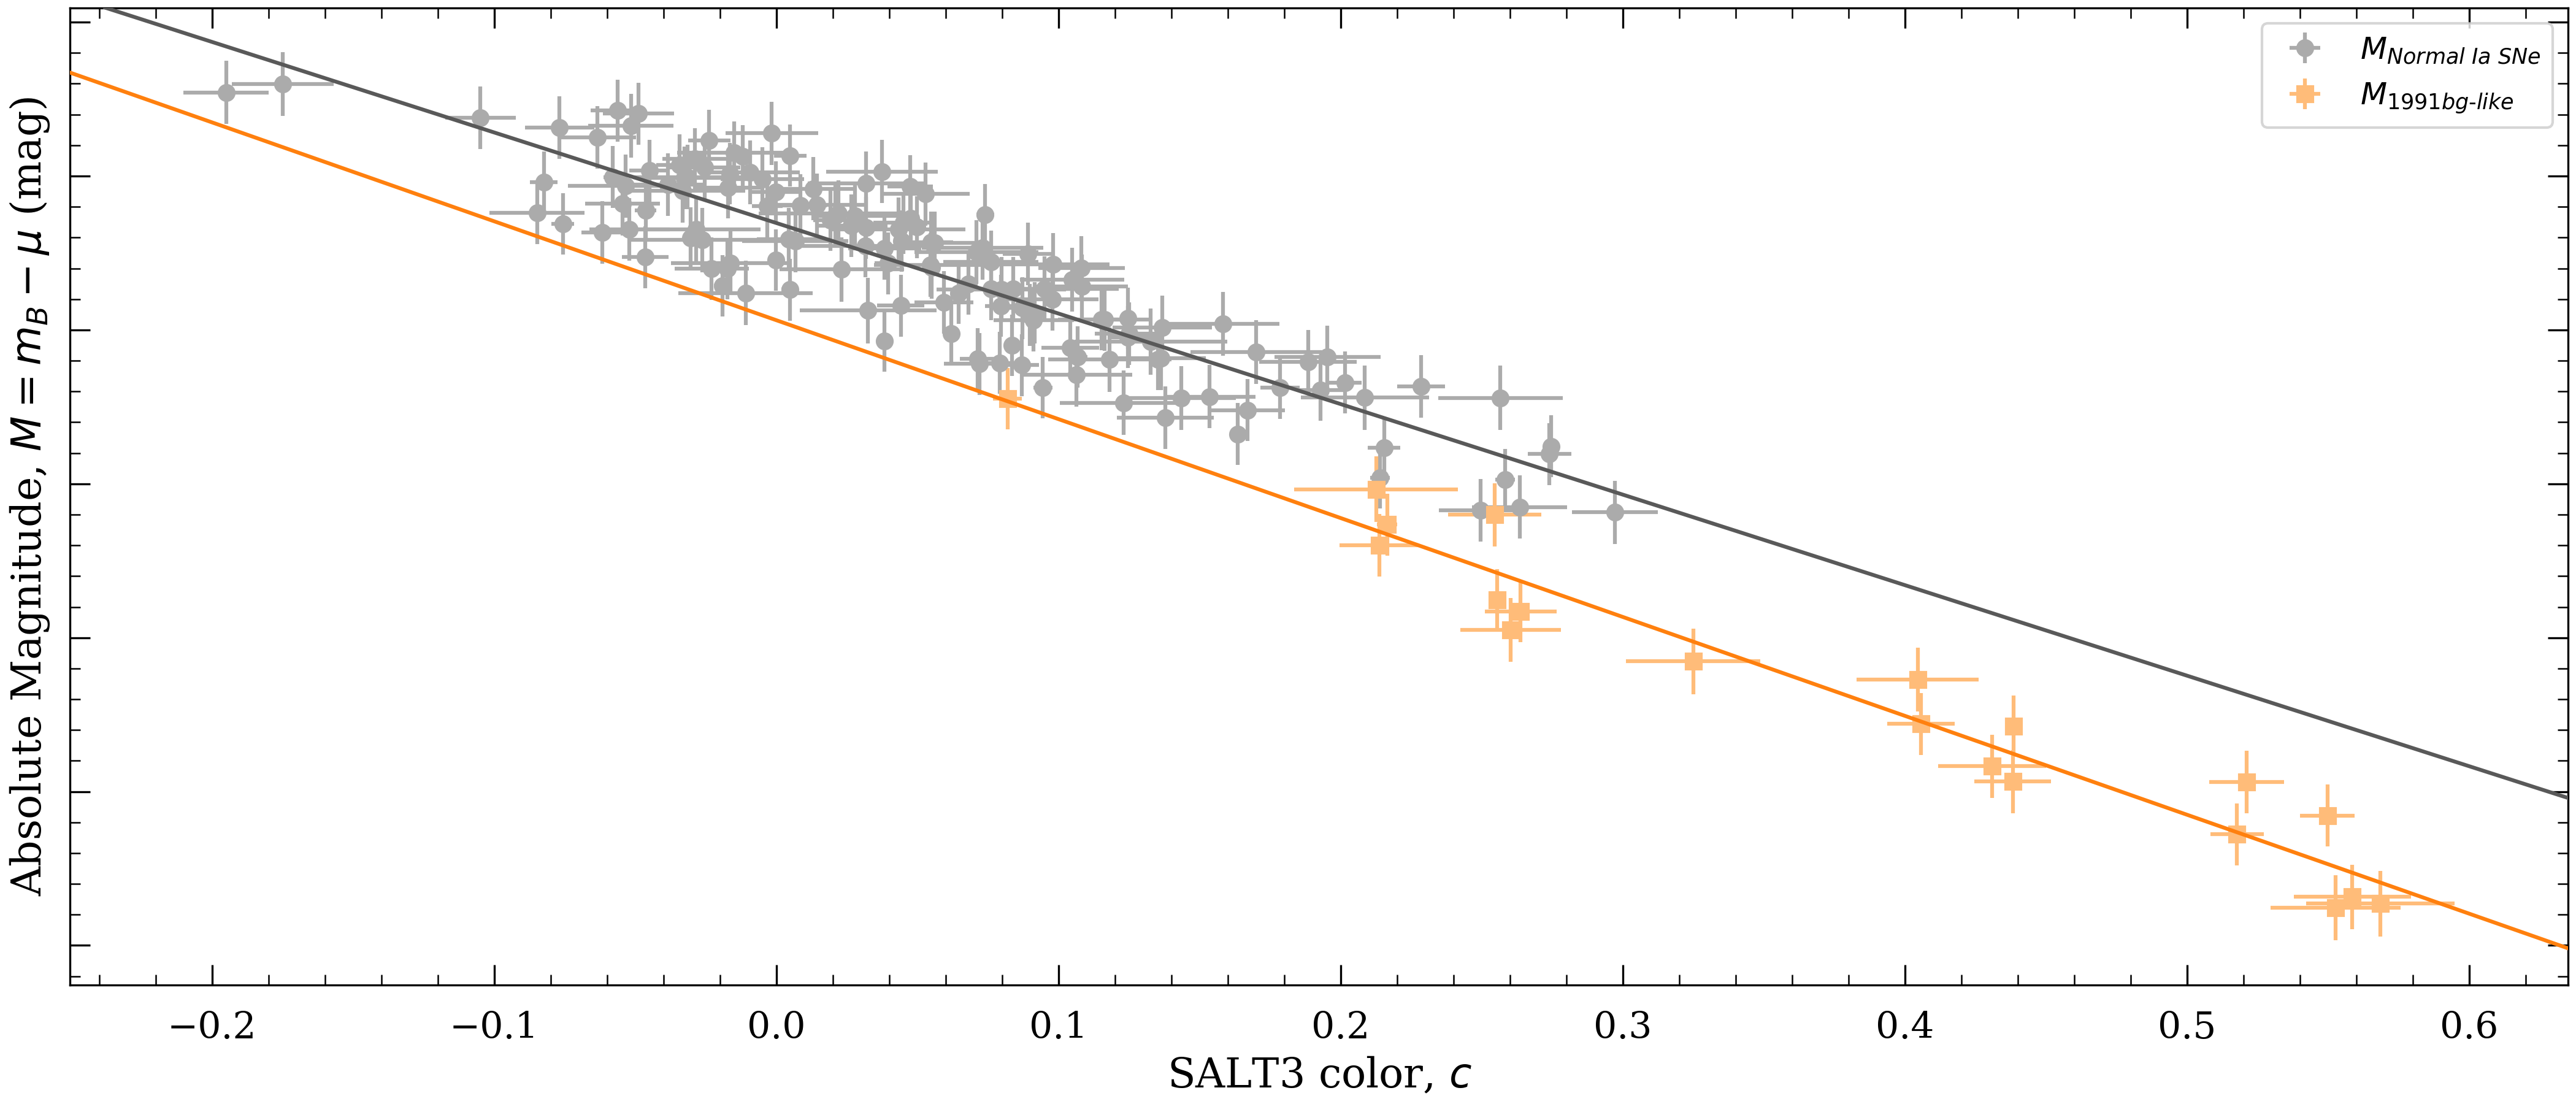 M_Normal Ia SNe
M_1991bg-like
Absolute Magnitude, M = m_B − μ (mag)
−0.2 −0.1 0.0 0.1 0.2 0.3 0.4 0.5 0.6
SALT3 color, c